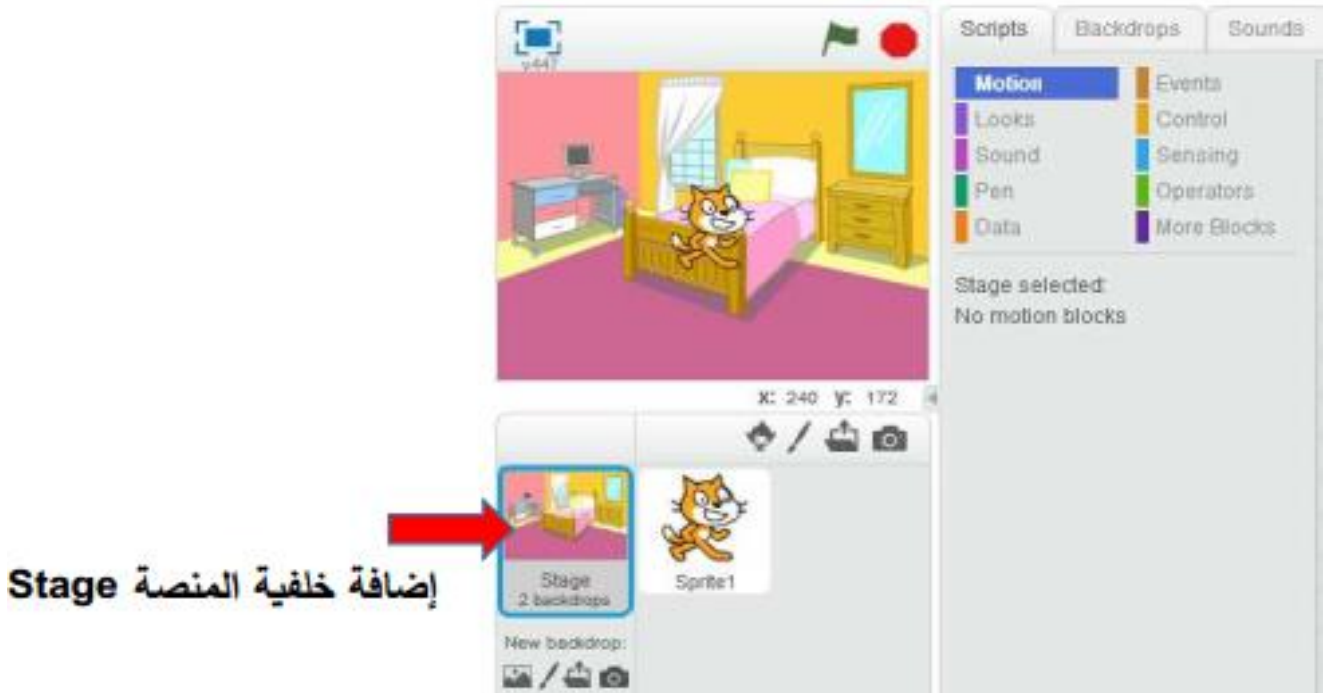 v447
Scripts
Backdrops
Sounds
Motion
Events
Looks
Control
Sound
Sensing
Pen
Operators
Data
More Blocks
Stage selected:
No motion blocks
x: 240 y: 172
Stage
2 backdrops
Sprite1
New backdrop:
إضافة خلفية المنصة Stage